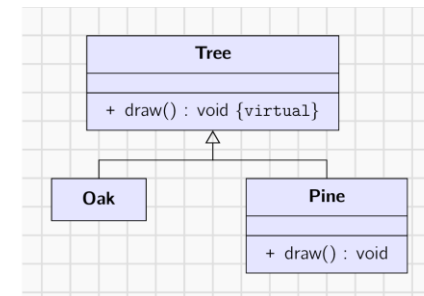 Tree
+ draw() : void {virtual}
Oak
Pine
+ draw() : void